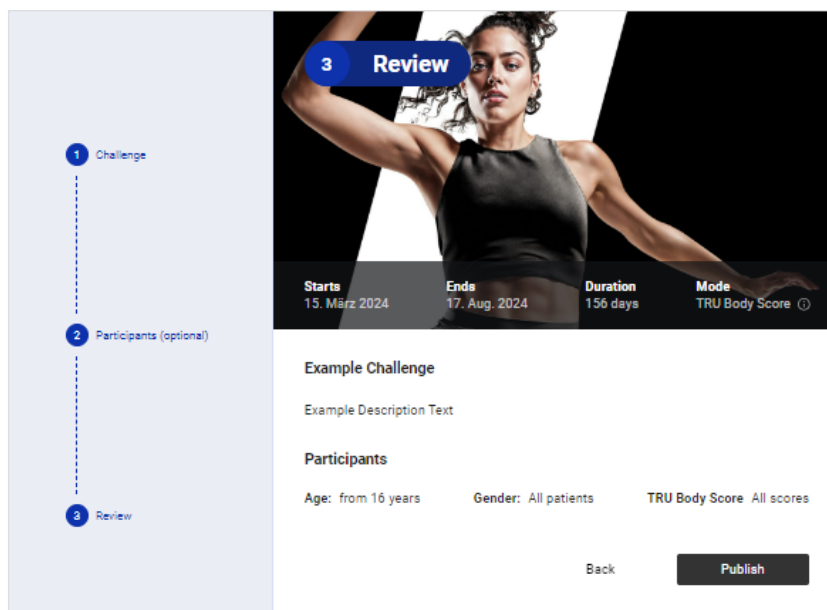 1 Challenge
2 Participants (optional)
3 Review
3 Review
Starts Ends Duration Mode
15. März 2024 17. Aug. 2024 156 days TRU Body Score
Example Challenge
Example Description Text
Participants
Age: from 16 years Gender: All patients TRU Body Score All scores
Back Publish